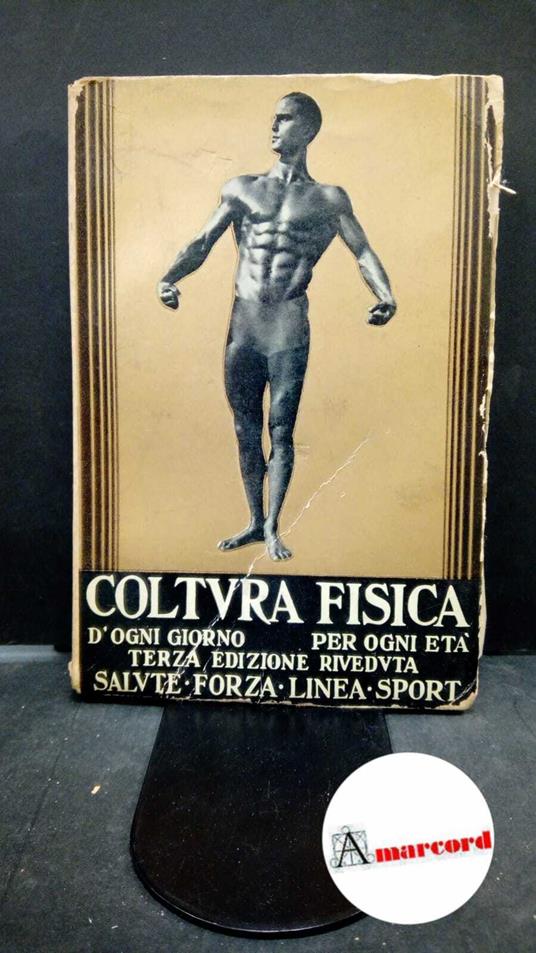 COLTVRA FISICA
D'OGNI GIORNO PER OGNI ETÀ
TERZA EDIZIONE RIVEDVTA
SALVTE · FORZA · LINEA · SPORT
Amarcord